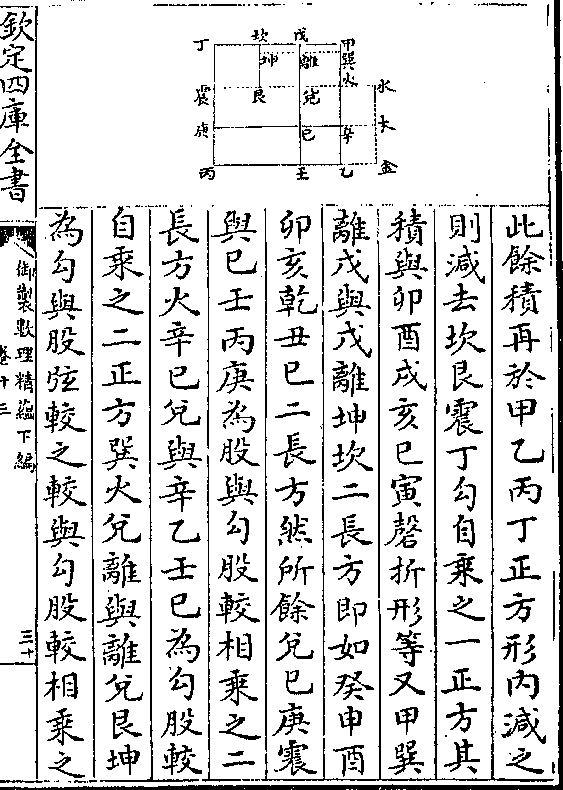 丁 坎 戊 甲
坤 離 巽
火 水
震 艮 兌
庚 巳 辛 木
丙 壬 乙 金
此餘積再於甲乙丙丁正方形内減之
則減去坎艮震丁勾自乘之一正方其
積與卯酉戌亥巳寅磬折形等又甲巽
離戊與戊離坤坎二長方即如癸申酉
卯亥乾丑巳二長方然所餘兌巳庚震
與巳壬丙庚為股與勾股較相乘之二
長方火辛巳兌與辛乙壬巳為勾股較
自乘之二正方巽火兌離與離兌艮坤
為勾與股弦較之較與勾股較相乘之
欽定四庫全書
御製數理精蘊下編
卷十三
三十